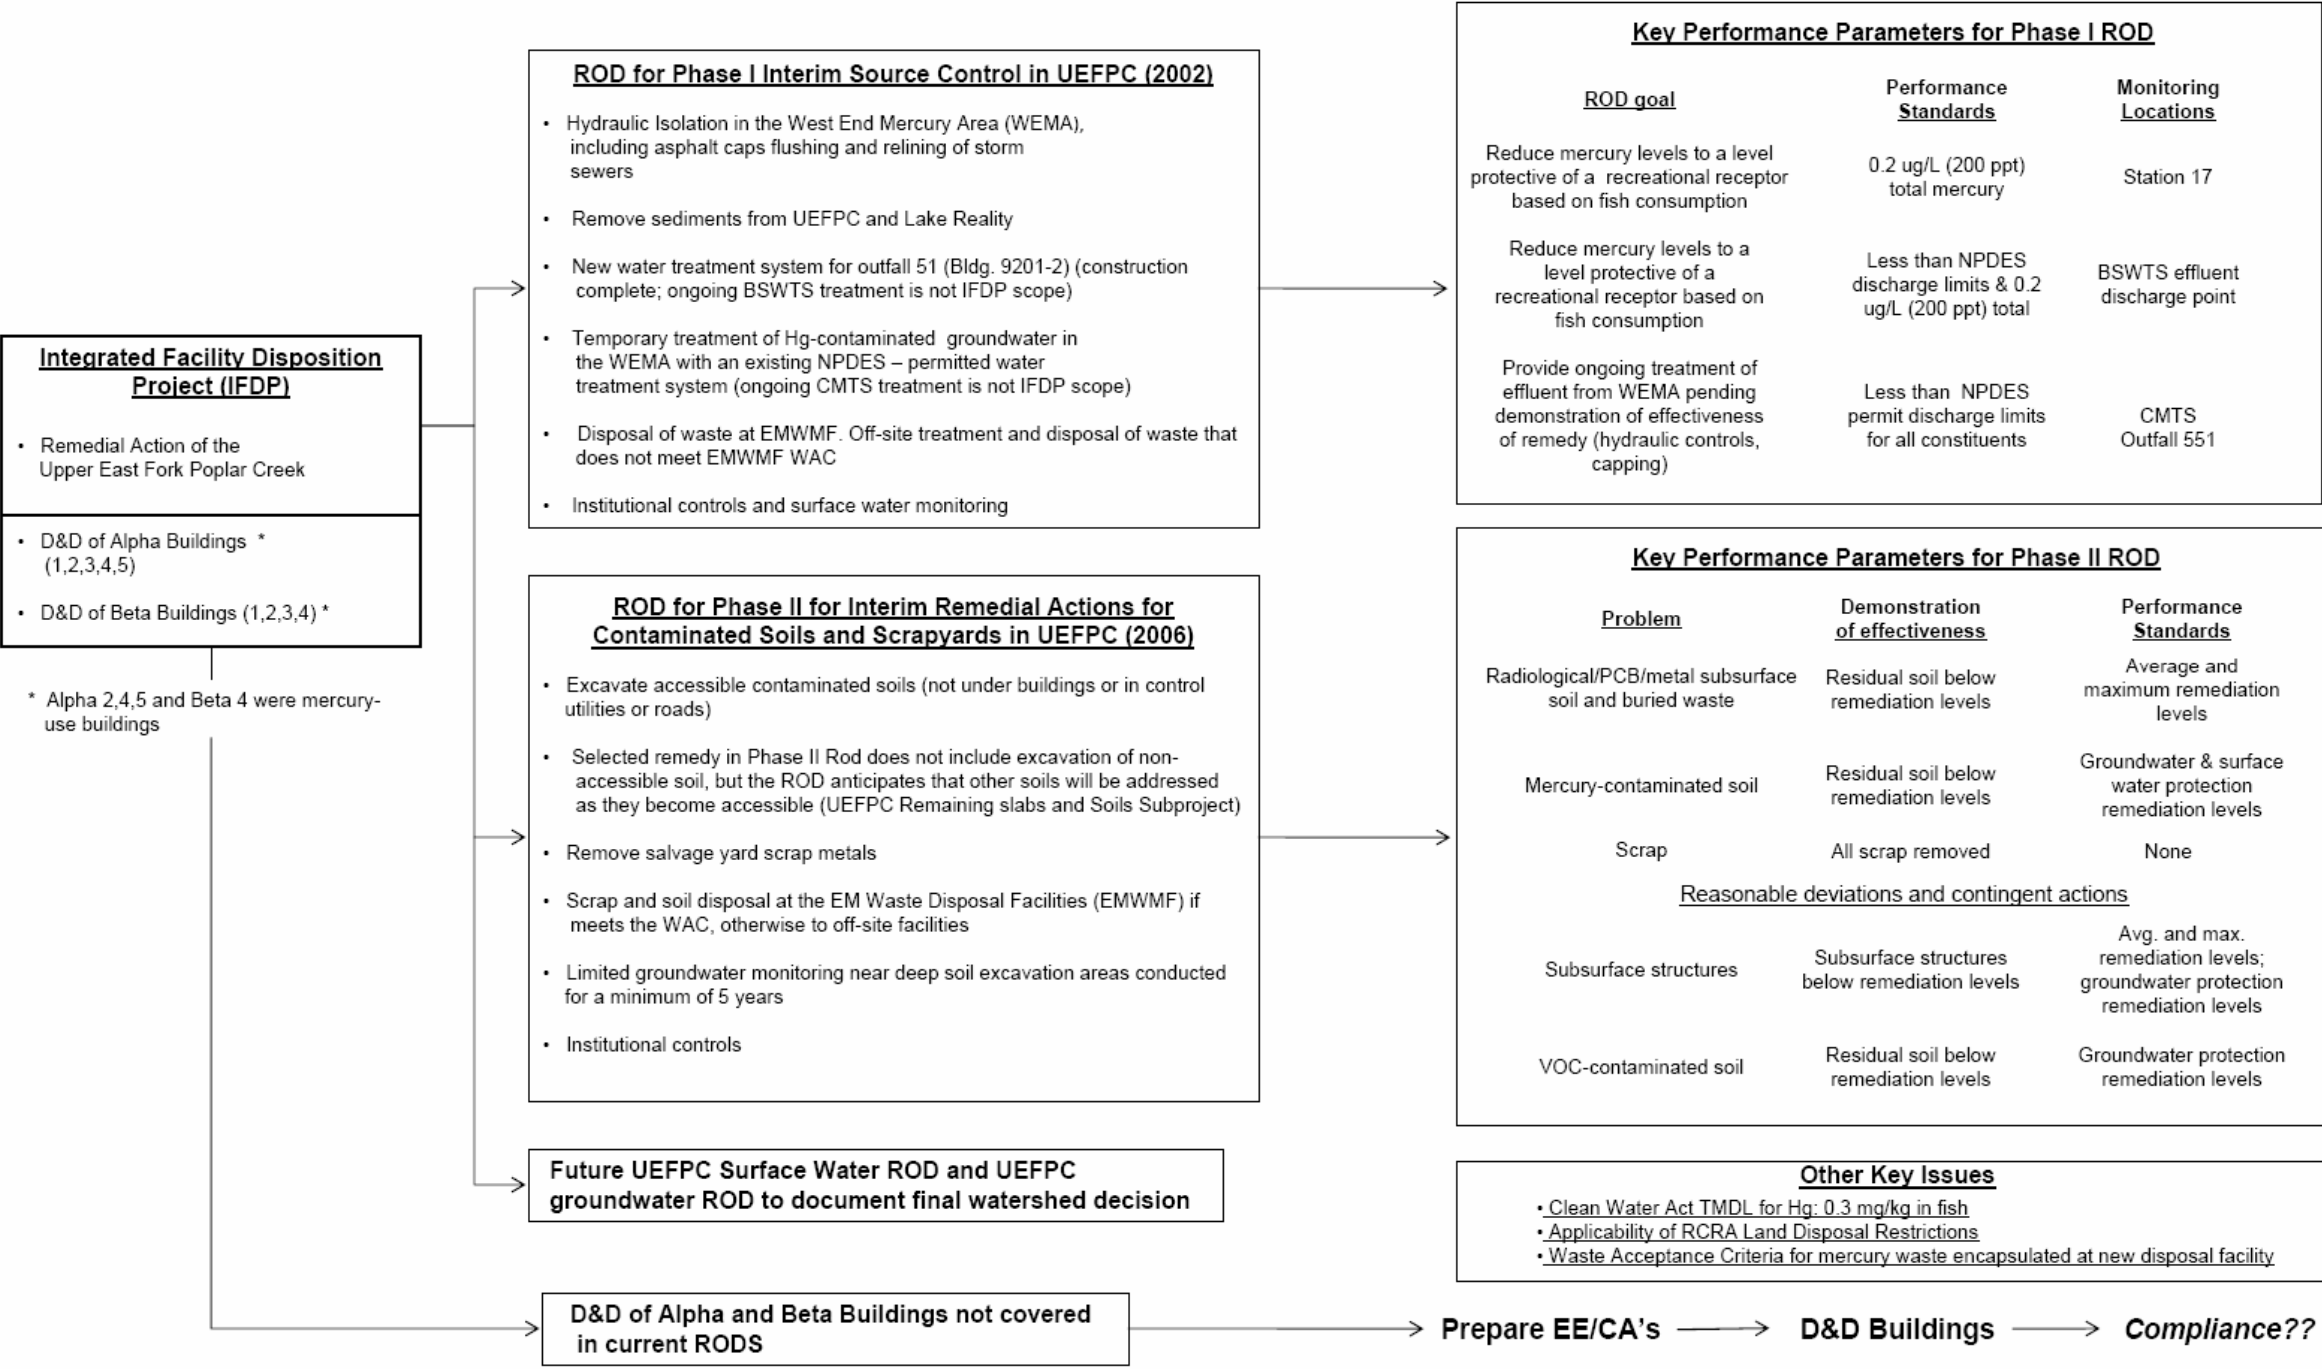 Integrated Facility Disposition
Project (IFDP)
• Remedial Action of the
Upper East Fork Poplar Creek
• D&D of Alpha Buildings *
(1,2,3,4,5)
• D&D of Beta Buildings (1,2,3,4) *
* Alpha 2,4,5 and Beta 4 were mercury-
use buildings
ROD for Phase I Interim Source Control in UEFPC (2002)
• Hydraulic Isolation in the West End Mercury Area (WEMA),
including asphalt caps flushing and relining of storm
sewers
• Remove sediments from UEFPC and Lake Reality
• New water treatment system for outfall 51 (Bldg. 9201-2) (construction
complete; ongoing BSWTS treatment is not IFDP scope)
• Temporary treatment of Hg-contaminated groundwater in
the WEMA with an existing NPDES – permitted water
treatment system (ongoing CMTS treatment is not IFDP scope)
• Disposal of waste at EMWMF. Off-site treatment and disposal of waste that
does not meet EMWMF WAC
• Institutional controls and surface water monitoring
ROD for Phase II for Interim Remedial Actions for
Contaminated Soils and Scrapyards in UEFPC (2006)
• Excavate accessible contaminated soils (not under buildings or in control
utilities or roads)
• Selected remedy in Phase II Rod does not include excavation of non-
accessible soil, but the ROD anticipates that other soils will be addressed
as they become accessible (UEFPC Remaining slabs and Soils Subproject)
• Remove salvage yard scrap metals
• Scrap and soil disposal at the EM Waste Disposal Facilities (EMWMF) if
meets the WAC, otherwise to off-site facilities
• Limited groundwater monitoring near deep soil excavation areas conducted
for a minimum of 5 years
• Institutional controls
Future UEFPC Surface Water ROD and UEFPC
groundwater ROD to document final watershed decision
D&D of Alpha and Beta Buildings not covered
in current RODS
Key Performance Parameters for Phase I ROD
ROD goal
Performance
Standards
Monitoring
Locations
Reduce mercury levels to a level
protective of a recreational receptor
based on fish consumption
0.2 ug/L (200 ppt)
total mercury
Station 17
Reduce mercury levels to a
level protective of a
recreational receptor based on
fish consumption
Less than NPDES
discharge limits & 0.2
ug/L (200 ppt) total
BSWTS effluent
discharge point
Provide ongoing treatment of
effluent from WEMA pending
demonstration of effectiveness
of remedy (hydraulic controls,
capping)
Less than NPDES
permit discharge limits
for all constituents
CMTS
Outfall 551
Key Performance Parameters for Phase II ROD
Problem
Demonstration
of effectiveness
Performance
Standards
Radiological/PCB/metal subsurface
soil and buried waste
Residual soil below
remediation levels
Average and
maximum remediation
levels
Mercury-contaminated soil
Residual soil below
remediation levels
Groundwater & surface
water protection
remediation levels
Scrap
All scrap removed
None
Reasonable deviations and contingent actions
Subsurface structures
Subsurface structures
below remediation levels
Avg. and max.
remediation levels;
groundwater protection
remediation levels
VOC-contaminated soil
Residual soil below
remediation levels
Groundwater protection
remediation levels
Other Key Issues
• Clean Water Act TMDL for Hg: 0.3 mg/kg in fish
• Applicability of RCRA Land Disposal Restrictions
• Waste Acceptance Criteria for mercury waste encapsulated at new disposal facility
Prepare EE/CA's
D&D Buildings
Compliance??